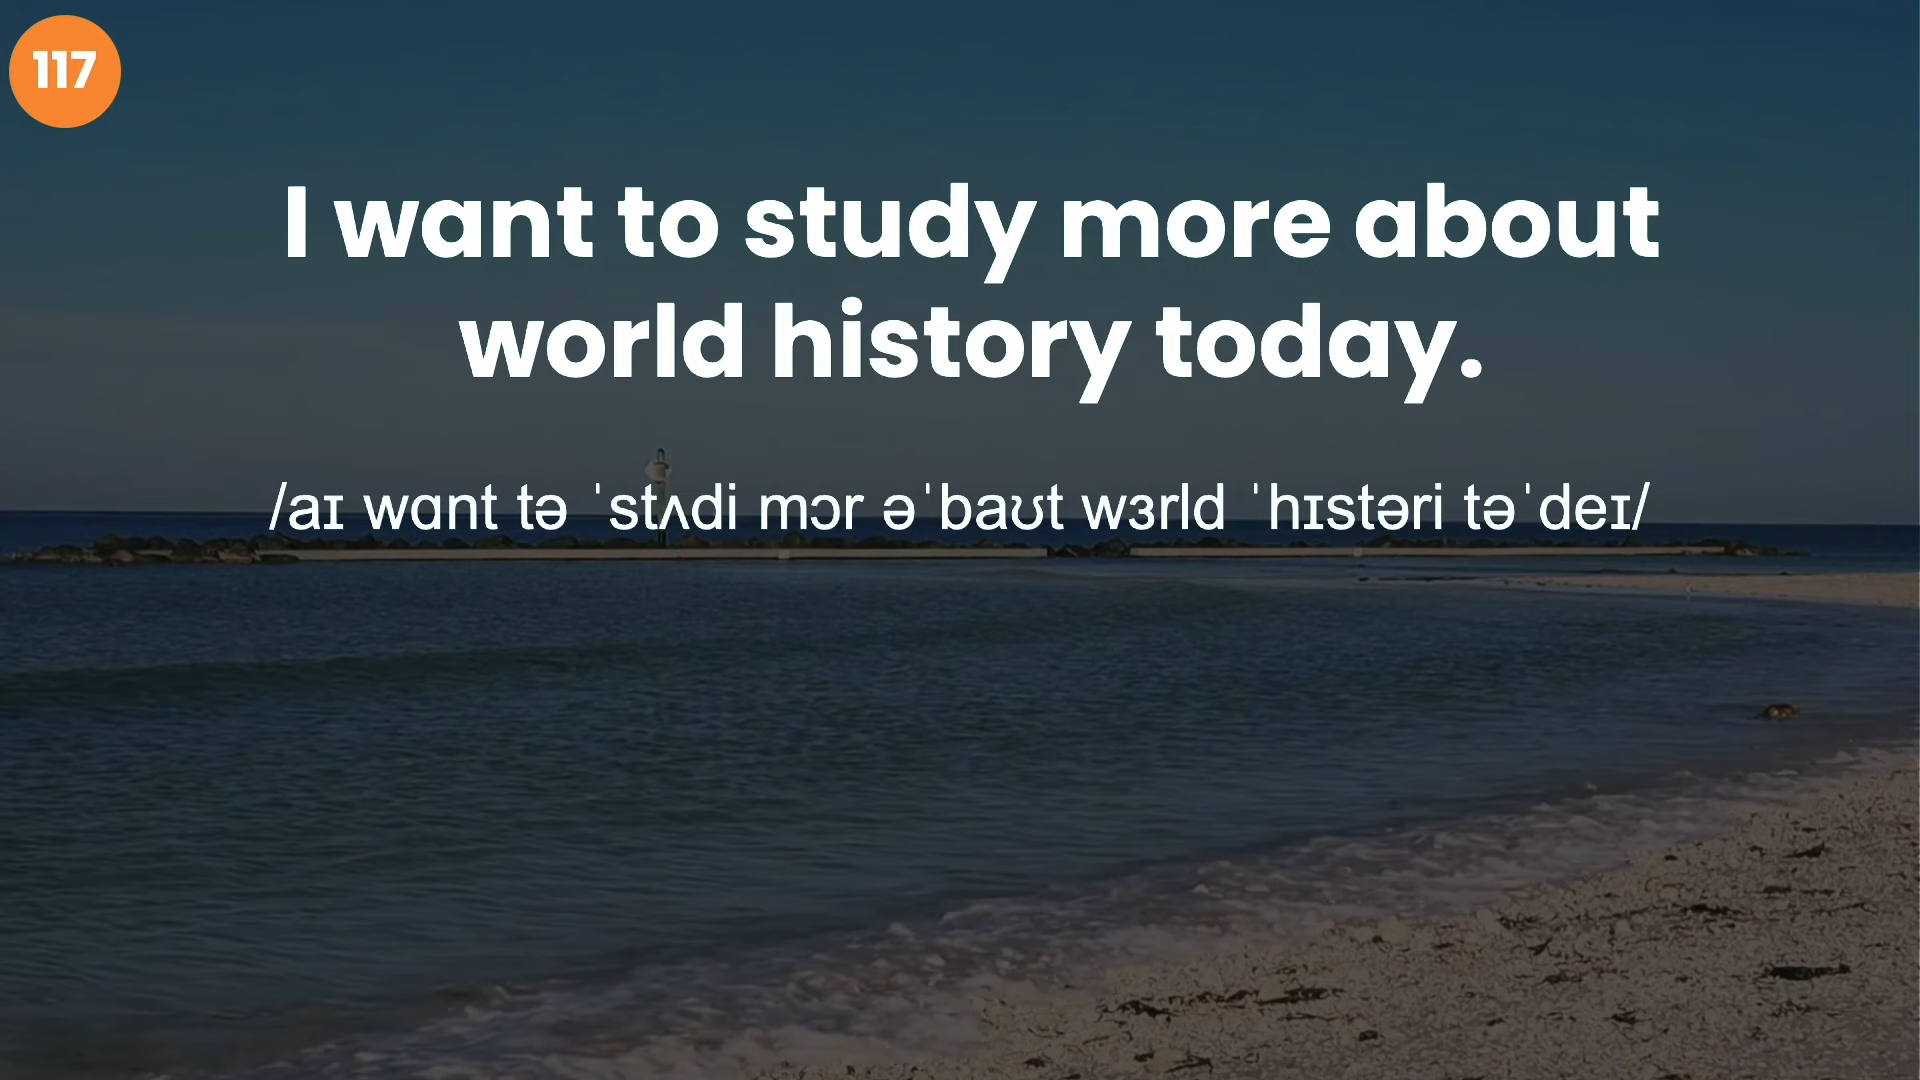 117
I want to study more about
world history today.
/aɪ wɑnt tə ˈstʌdi mɔr əˈbaʊt wɜrld ˈhɪstəri təˈdeɪ/